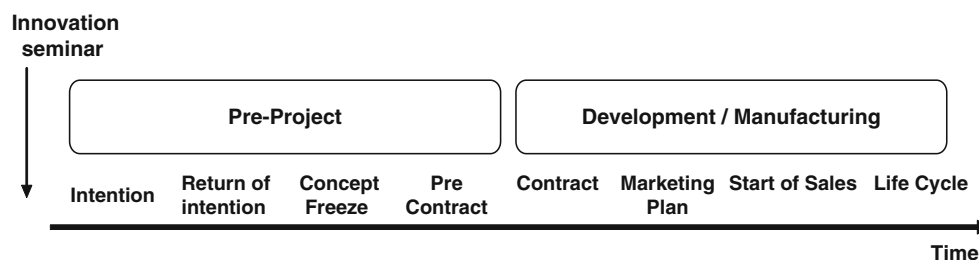 Innovation
seminar
Pre-Project
Development / Manufacturing
Intention
Return of
intention
Concept
Freeze
Pre
Contract
Contract
Marketing
Plan
Start of Sales
Life Cycle
Time